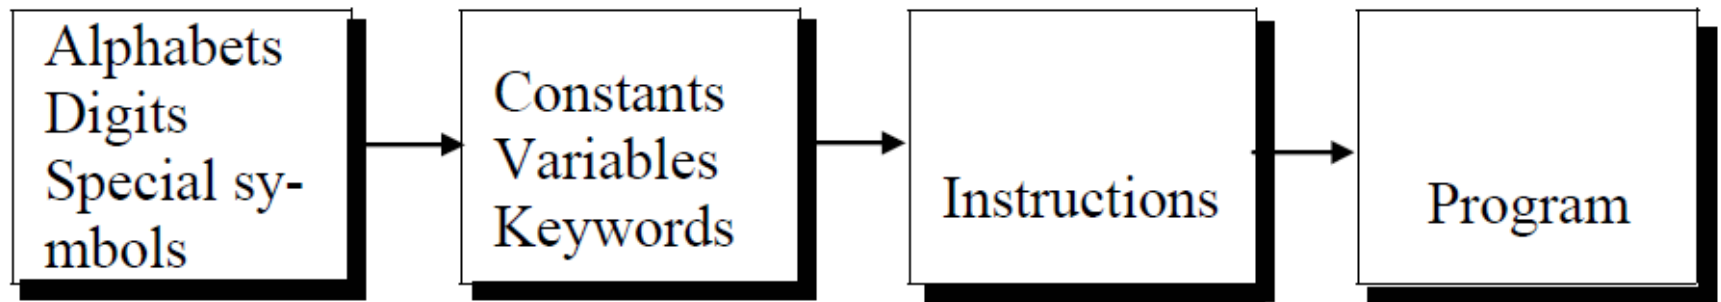 Alphabets
Digits
Special sy-
mbols
Constants
Variables
Keywords
Instructions
Program